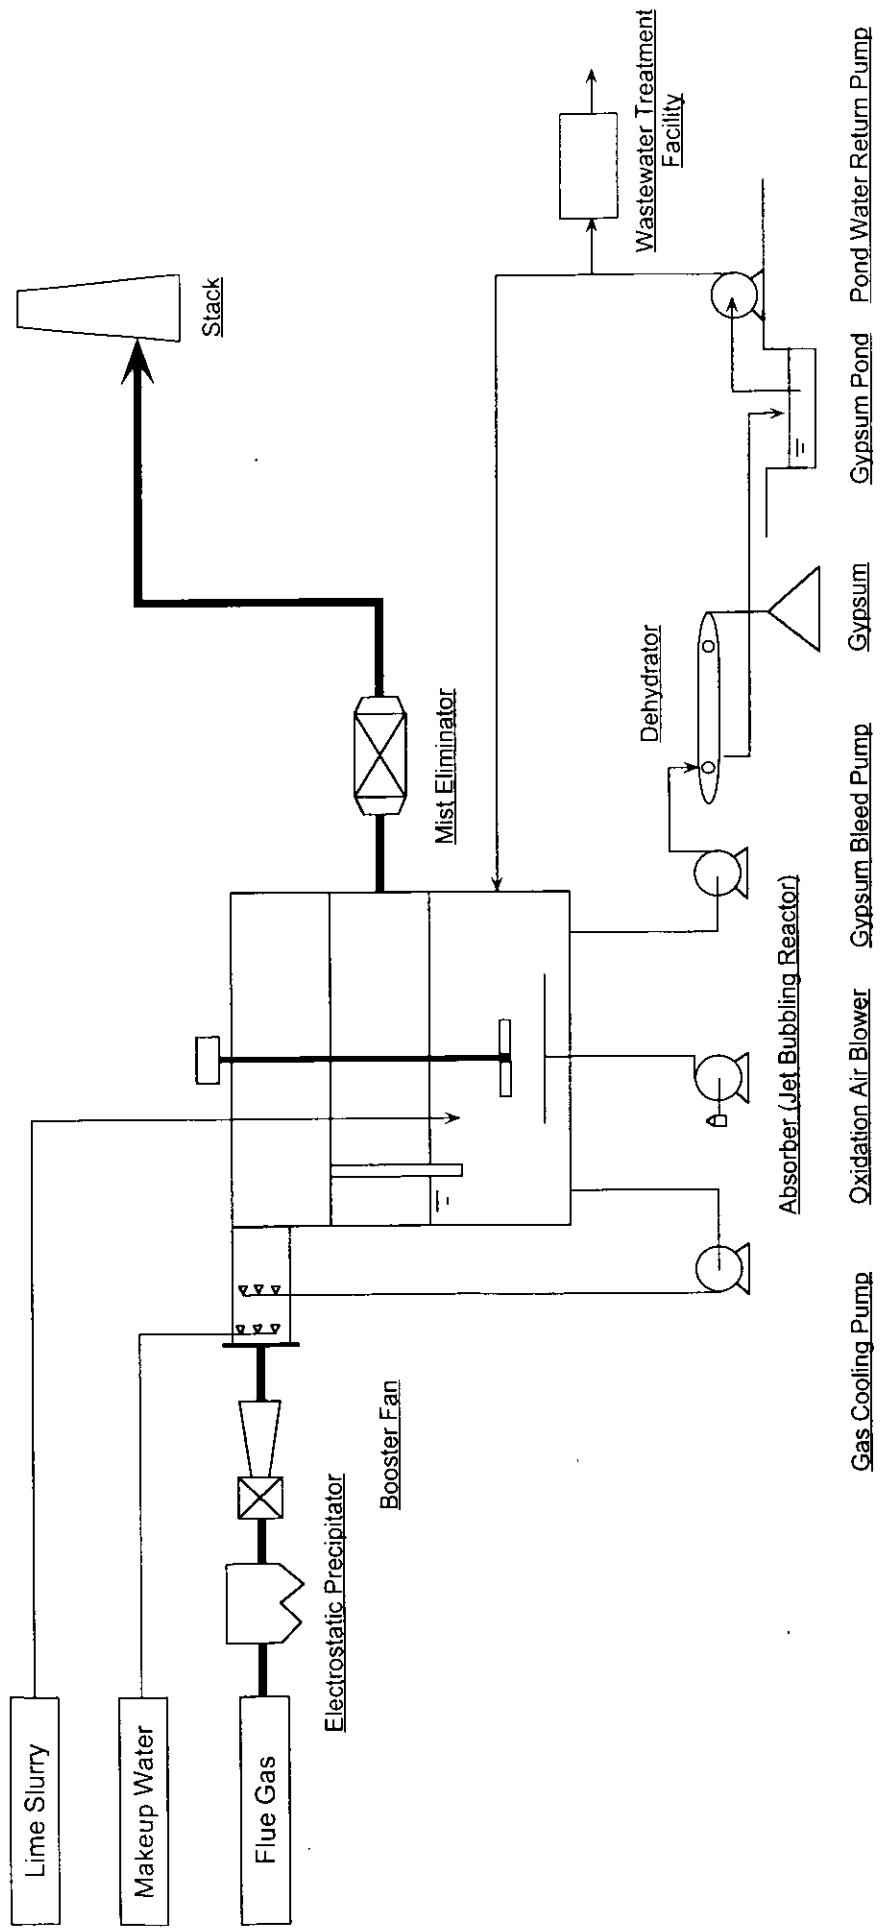 Lime Slurry
Makeup Water
Flue Gas
Electrostatic Precipitator
Booster Fan
Mist Eliminator
Stack
Wastewater Treatment
Facility
Dehydrator
Absorber (Jet Bubbling Reactor)
Gas Cooling Pump
Oxidation Air Blower
Gypsum Bleed Pump
Gypsum
Gypsum Pond
Pond Water Return Pump